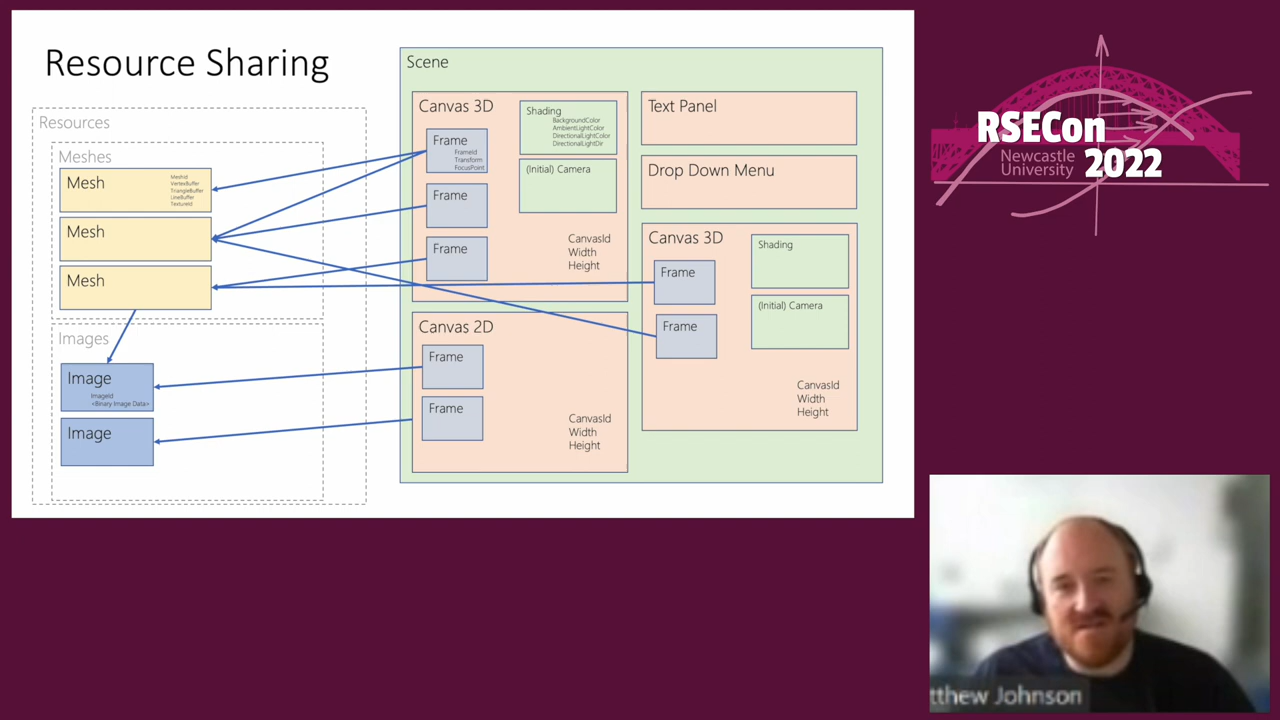 Resource Sharing
Resources
Meshes
Mesh
MeshId
VertexBuffer
TriangleBuffer
LineBuffer
TextureId
Mesh
Mesh
Images
Image
ImageId
<Binary Image Data>
Image
Scene
Canvas 3D
Frame
FrameId
Transform
FocusPoint
Frame
Frame
Shading
BackgroundColor
AmbientLightColor
DirectionalLightColor
DirectionalLightDir
(Initial) Camera
CanvasId
Width
Height
Canvas 2D
Frame
Frame
CanvasId
Width
Height
Text Panel
Drop Down Menu
Canvas 3D
Frame
Frame
Shading
(Initial) Camera
CanvasId
Width
Height
RSECon
Newcastle
University
2022
tthew Johnson